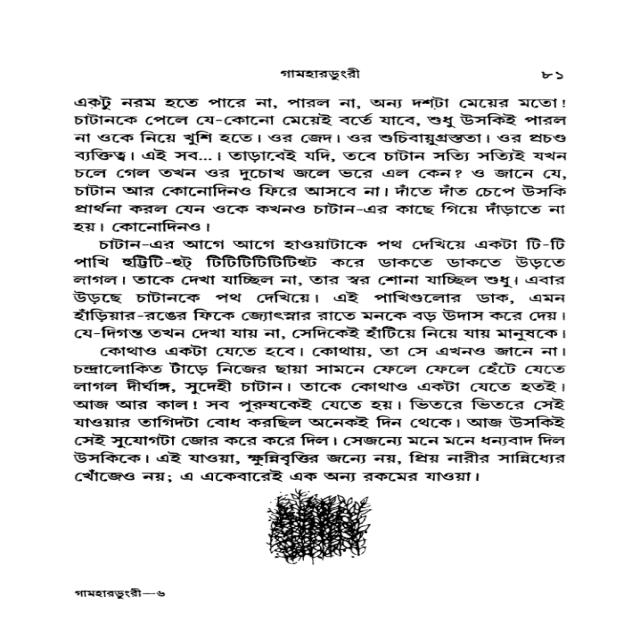 গামহারডুংরী ৮১
একটু নরম হতে পারে না, পারল না, অন্য দশটা মেয়ের মতো!
চাটানকে পেলে যে-কোনো মেয়েই বর্তে যাবে, শুধু উসকিই পারল
না ওকে নিয়ে খুশি হতে। ওর জেদ। ওর শুচিবায়ুগ্রস্ততা। ওর প্রচণ্ড
ব্যক্তিত্ব। এই সব...। তাড়াবেই যদি, তবে চাটান সত্যি সত্যিই যখন
চলে গেল তখন ওর দুচোখ জলে ভরে এল কেন? ও জানে যে,
চাটান আর কোনোদিনও ফিরে আসবে না। দাঁতে দাঁত চেপে উসকি
প্রার্থনা করল যেন ওকে কখনও চাটান-এর কাছে গিয়ে দাঁড়াতে না
হয়। কোনোদিনও।
চাটান-এর আগে আগে হাওয়াটাকে পথ দেখিয়ে একটা টি-টি
পাখি হুট্টিটি-হুট্ টিটিটিটিটিটিহুট করে ডাকতে ডাকতে উড়তে
লাগল। তাকে দেখা যাচ্ছিল না, তার স্বর শোনা যাচ্ছিল শুধু। এবার
উড়ছে চাটানকে পথ দেখিয়ে। এই পাখিগুলোর ডাক, এমন
হাঁড়িয়ার-রঙের ফিকে জ্যোৎস্নার রাতে মনকে বড় উদাস করে দেয়।
যে-দিগন্ত তখন দেখা যায় না, সেদিকেই হাঁটিয়ে নিয়ে যায় মানুষকে।
কোথাও একটা যেতে হবে। কোথায়, তা সে এখনও জানে না।
চন্দ্রালোকিত টাঁড়ে নিজের ছায়া সামনে ফেলে ফেলে হেঁটে যেতে
লাগল দীর্ঘাঙ্গ, সুদেহী চাটান। তাকে কোথাও একটা যেতে হতই।
আজ আর কাল! সব পুরুষকেই যেতে হয়। ভিতরে ভিতরে সেই
যাওয়ার তাগিদটা বোধ করছিল অনেকই দিন থেকে। আজ উসকিই
সেই সুযোগটা জোর করে করে দিল। সেজন্যে মনে মনে ধন্যবাদ দিল
উসকিকে। এই যাওয়া, ক্ষুন্নিবৃত্তির জন্যে নয়, প্রিয় নারীর সান্নিধ্যের
খোঁজেও নয়; এ একেবারেই এক অন্য রকমের যাওয়া।
গামহারডুংরী—৬